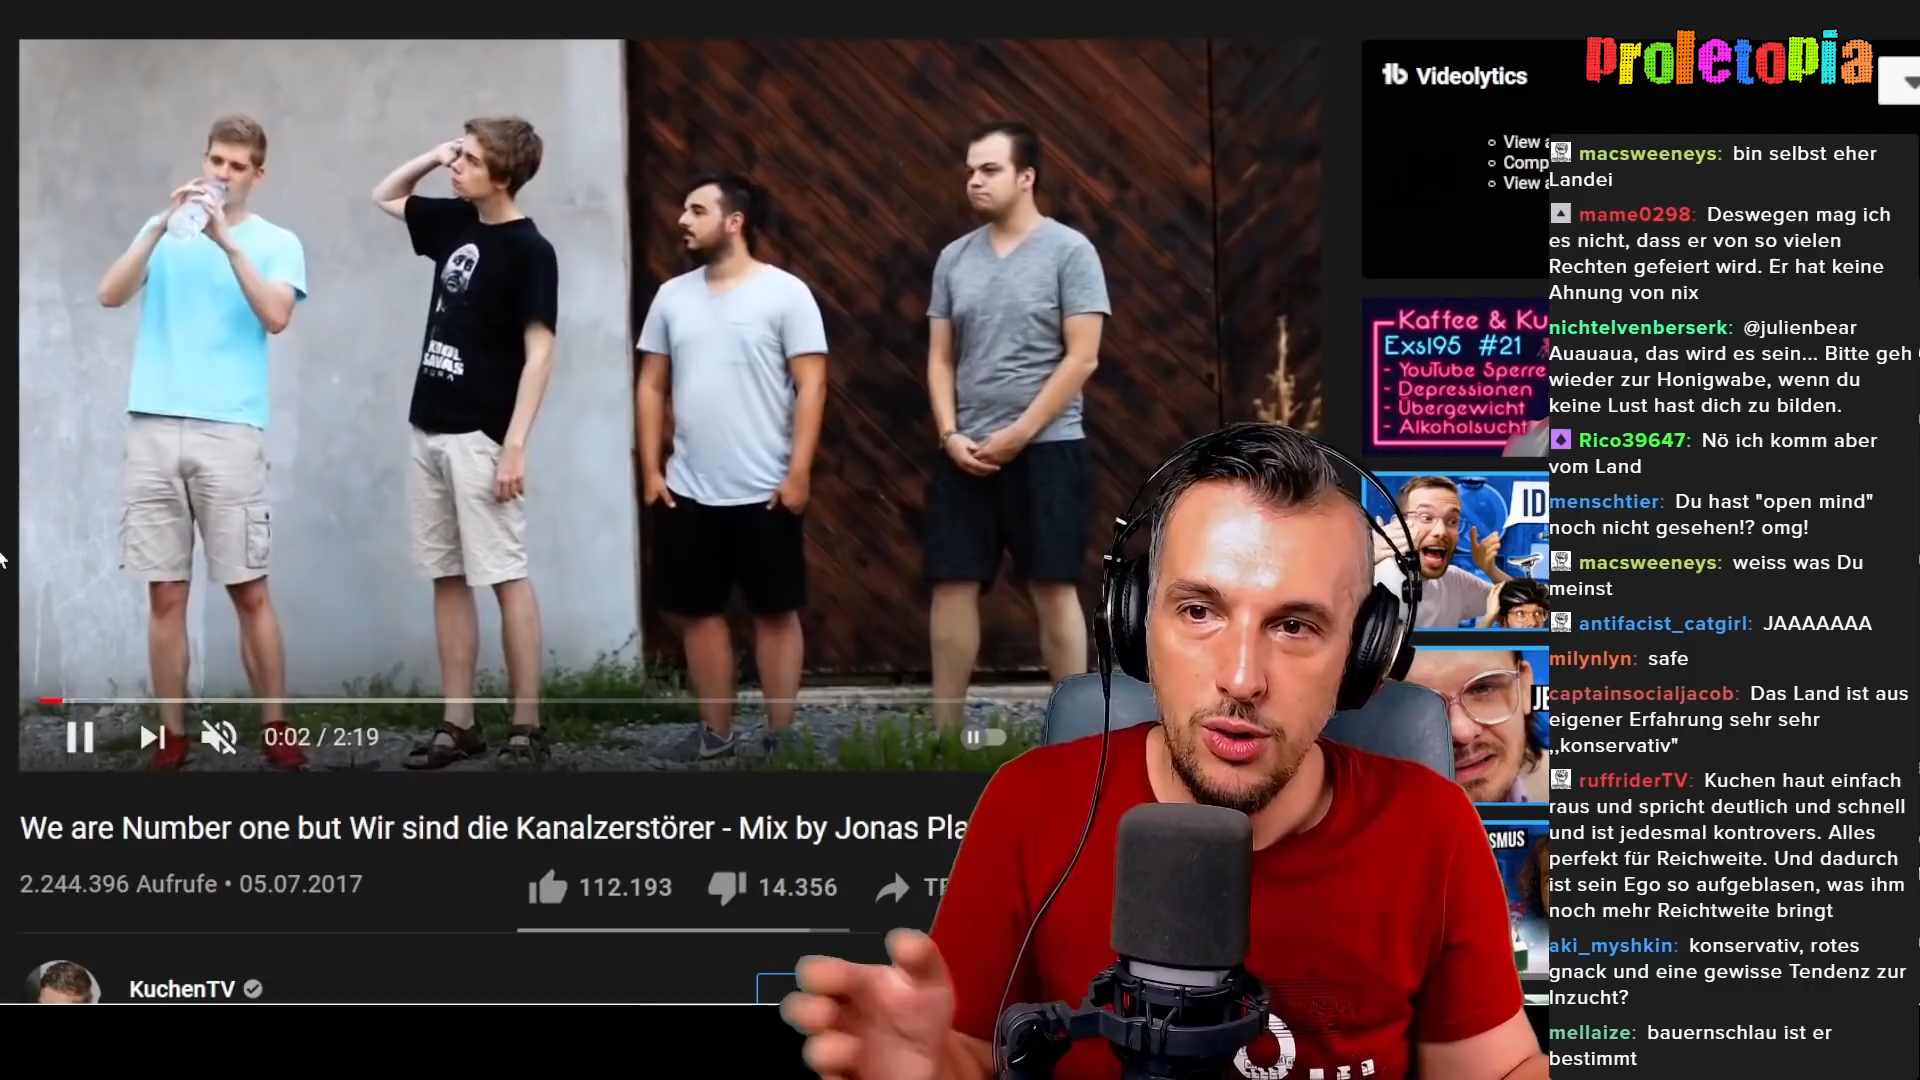 proletopia
Videolytics
View a
Comp
View a
Kaffee & Ku
Exsl95 #21
- YouTube Sperre
- Depressionen
- Übergewicht
- Alkoholsucht
ID
JE
SMUS
KOOL
SAVAS
AURA
0:02 / 2:19
We are Number one but Wir sind die Kanalzerstörer - Mix by Jonas Pla
2.244.396 Aufrufe • 05.07.2017
112.193
14.356
TE
KuchenTV
macsweeneys: bin selbst eher
Landei
mame0298: Deswegen mag ich
es nicht, dass er von so vielen
Rechten gefeiert wird. Er hat keine
Ahnung von nix
nichtelvenberserk: @julienbear
Auauaua, das wird es sein... Bitte geh
wieder zur Honigwabe, wenn du
keine Lust hast dich zu bilden.
Rico39647: Nö ich komm aber
vom Land
menschtier: Du hast "open mind"
noch nicht gesehen!? omg!
macsweeneys: weiss was Du
meinst
antifacist_catgirl: JAAAAAAA
milynlyn: safe
captainsocialjacob: Das Land ist aus
eigener Erfahrung sehr sehr
,,konservativ"
ruffriderTV: Kuchen haut einfach
raus und spricht deutlich und schnell
und ist jedesmal kontrovers. Alles
perfekt für Reichweite. Und dadurch
ist sein Ego so aufgeblasen, was ihm
noch mehr Reichtweite bringt
aki_myshkin: konservativ, rotes
gnack und eine gewisse Tendenz zur
Inzucht?
mellaize: bauernschlau ist er
bestimmt